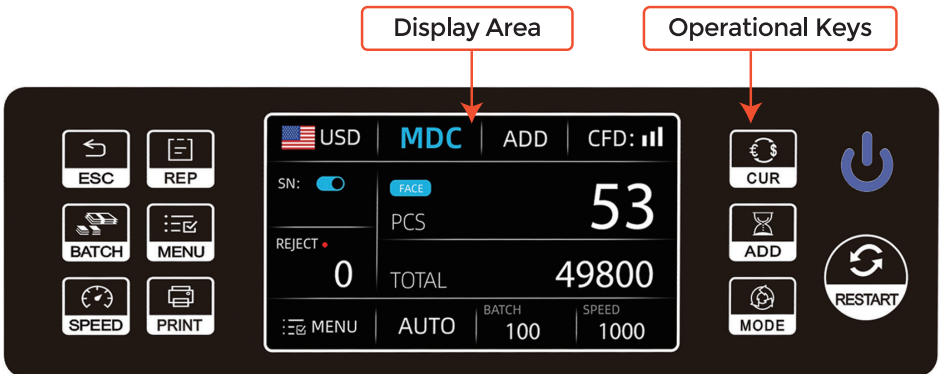 Display Area
Operational Keys
ESC
REP
BATCH
MENU
SPEED
PRINT
USD
MDC
ADD
CFD:
SN:
FACE
PCS
53
REJECT
0
TOTAL
49800
MENU
AUTO
BATCH
100
SPEED
1000
CUR
ADD
MODE
RESTART